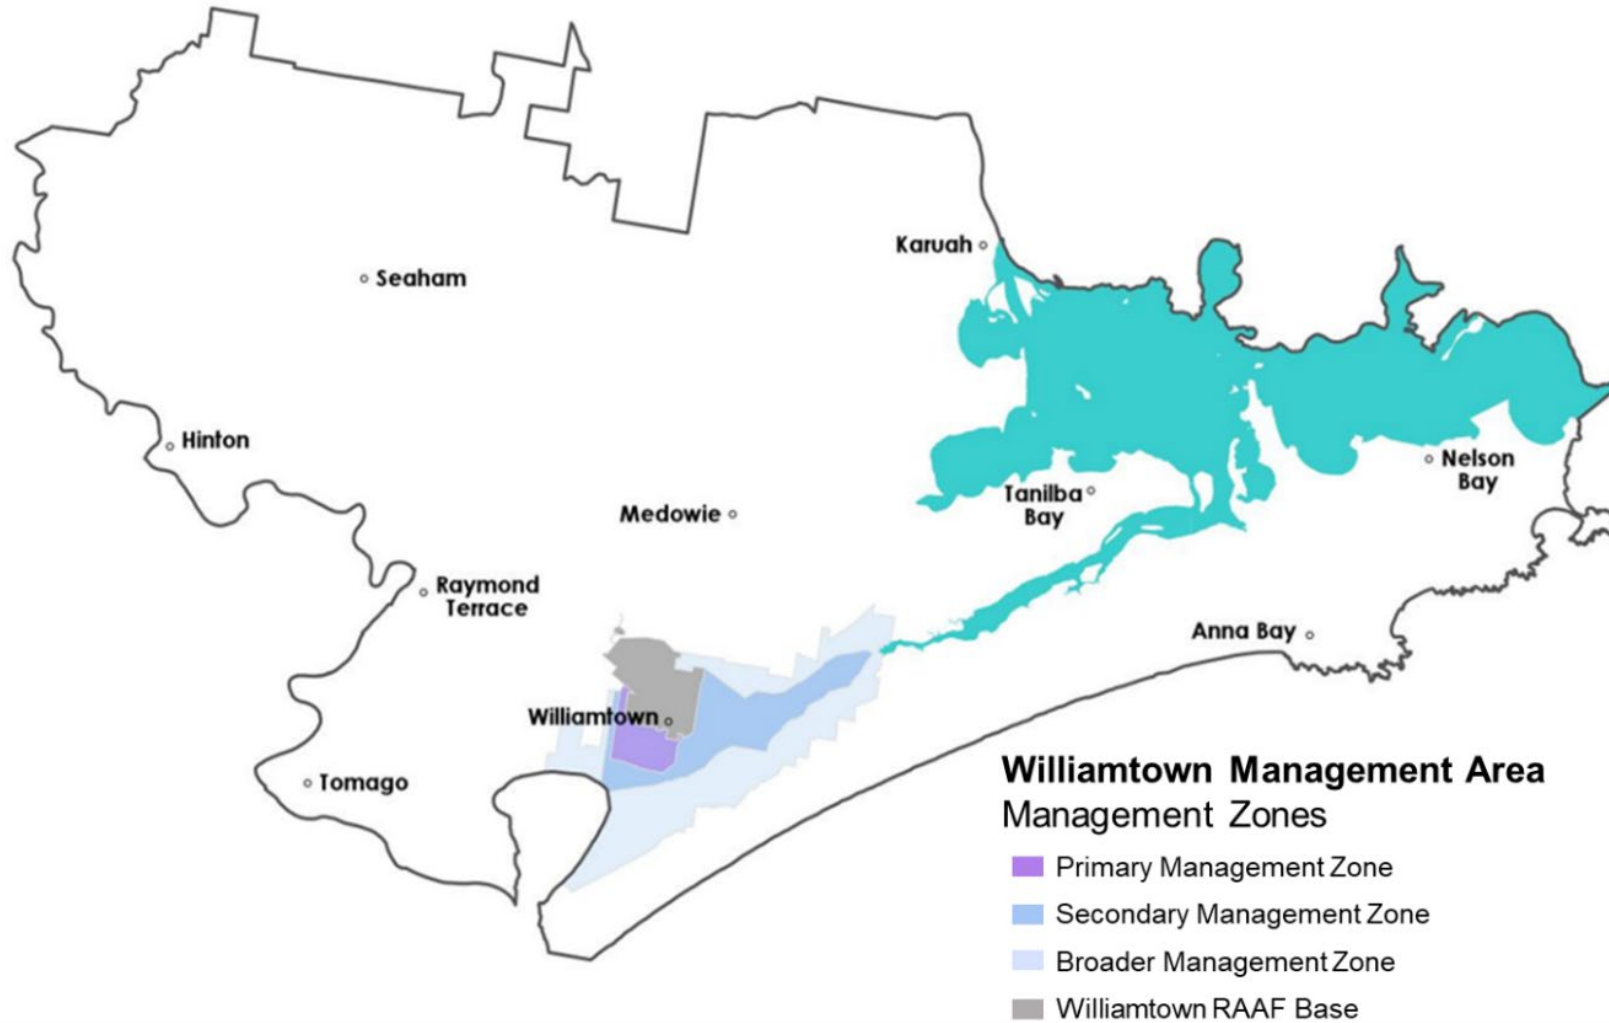 Karuah
Seaham
Hinton
Nelson
Bay
Tanilba
Bay
Medowie
Raymond
Terrace
Anna Bay
Williamtown
Tomago
Williamtown Management Area
Management Zones
Primary Management Zone
Secondary Management Zone
Broader Management Zone
Williamtown RAAF Base